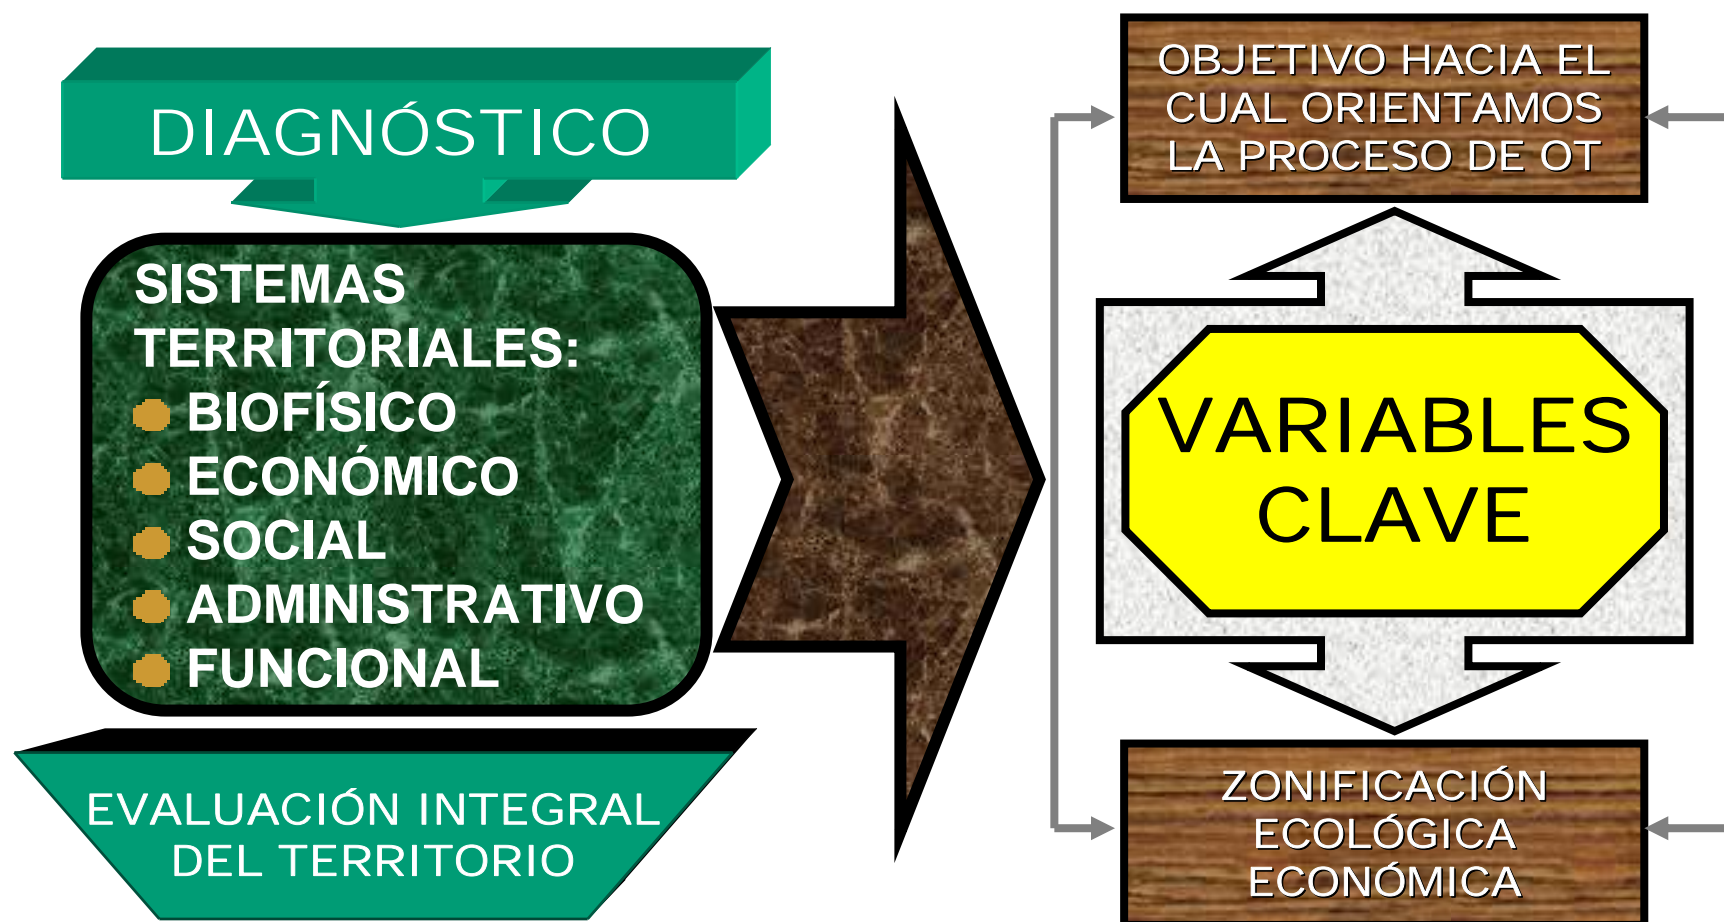 DIAGNÓSTICO
SISTEMAS
TERRITORIALES:
BIOFÍSICO
ECONÓMICO
SOCIAL
ADMINISTRATIVO
FUNCIONAL
EVALUACIÓN INTEGRAL
DEL TERRITORIO
OBJETIVO HACIA EL
CUAL ORIENTAMOS
LA PROCESO DE OT
VARIABLES
CLAVE
ZONIFICACIÓN
ECOLÓGICA
ECONÓMICA